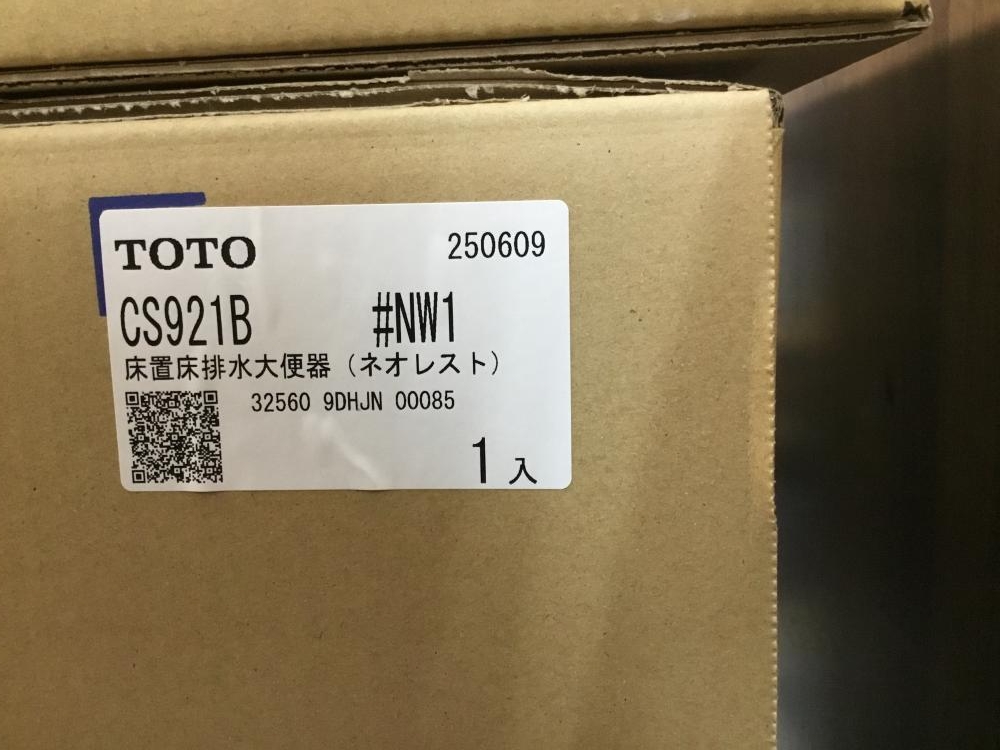 TOTO 250609
CS921B #NW1
床置床排水大便器（ネオレスト）
32560 9DHJN 00085
1入